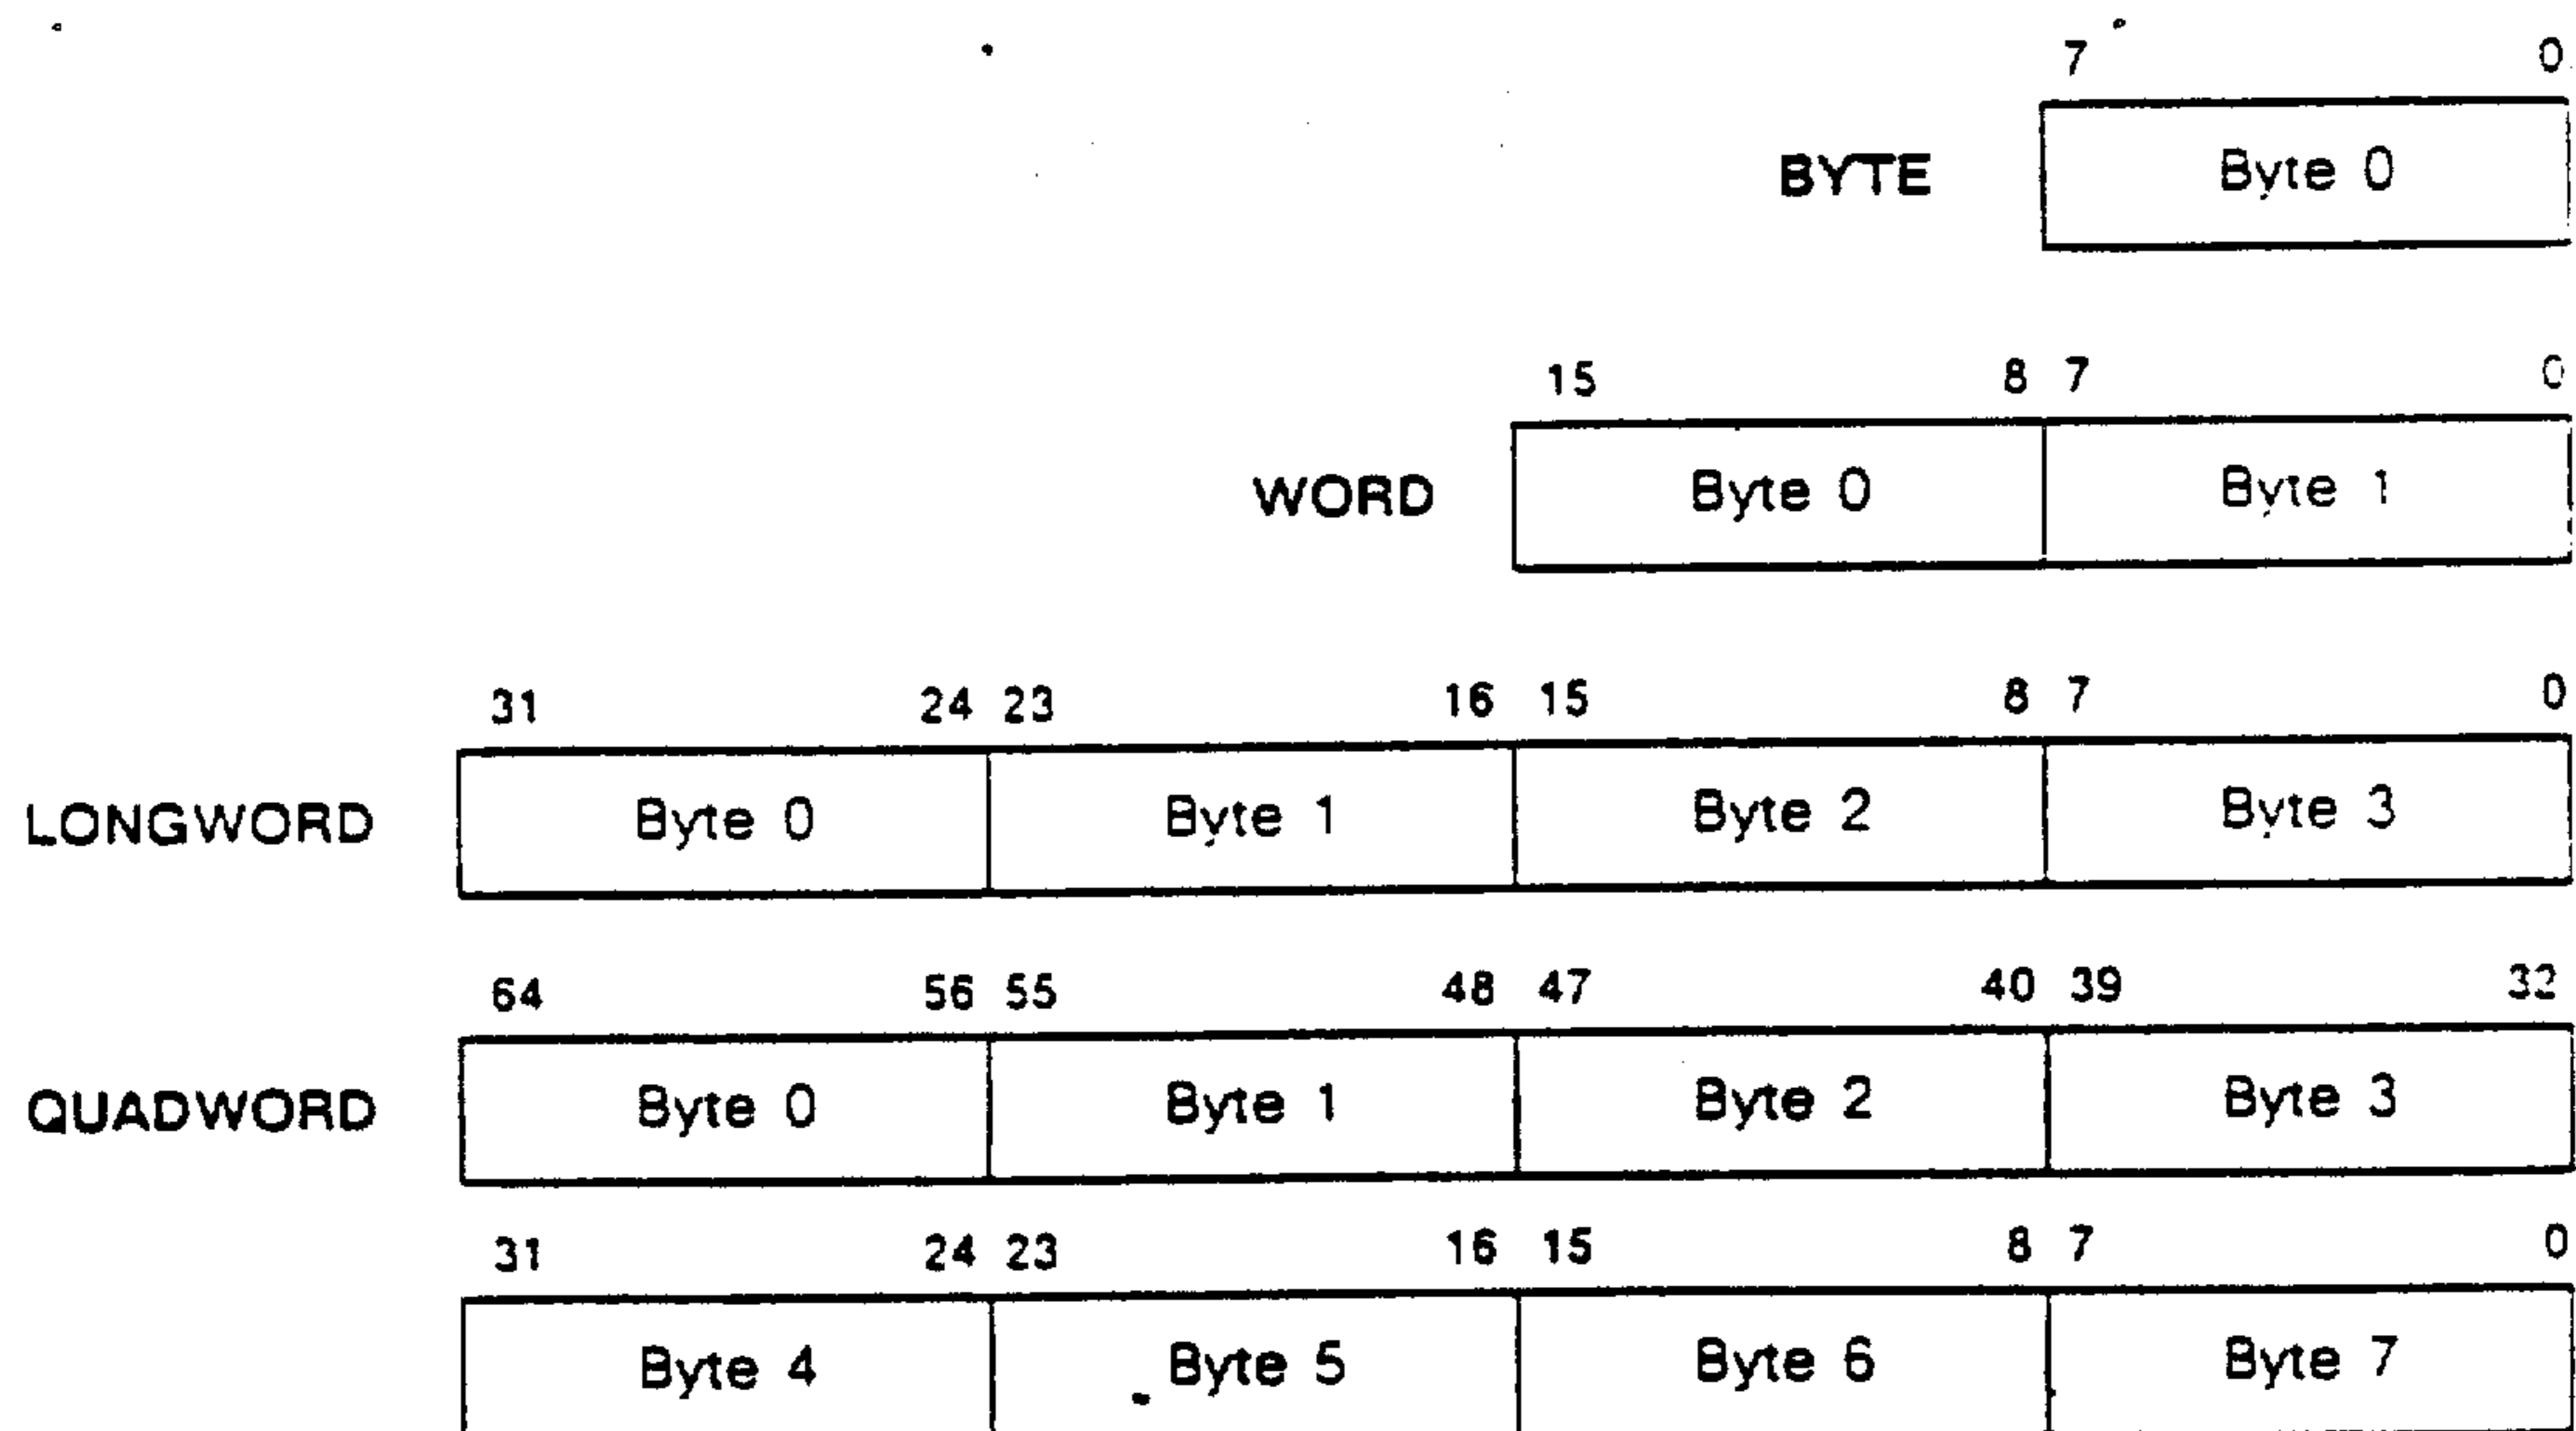 7 0
BYTE Byte 0
15 8 7 0
WORD Byte 0 Byte 1
31 24 23 16 15 8 7 0
LONGWORD Byte 0 Byte 1 Byte 2 Byte 3
64 56 55 48 47 40 39 32
QUADWORD Byte 0 Byte 1 Byte 2 Byte 3
31 24 23 16 15 8 7 0
Byte 4 Byte 5 Byte 6 Byte 7